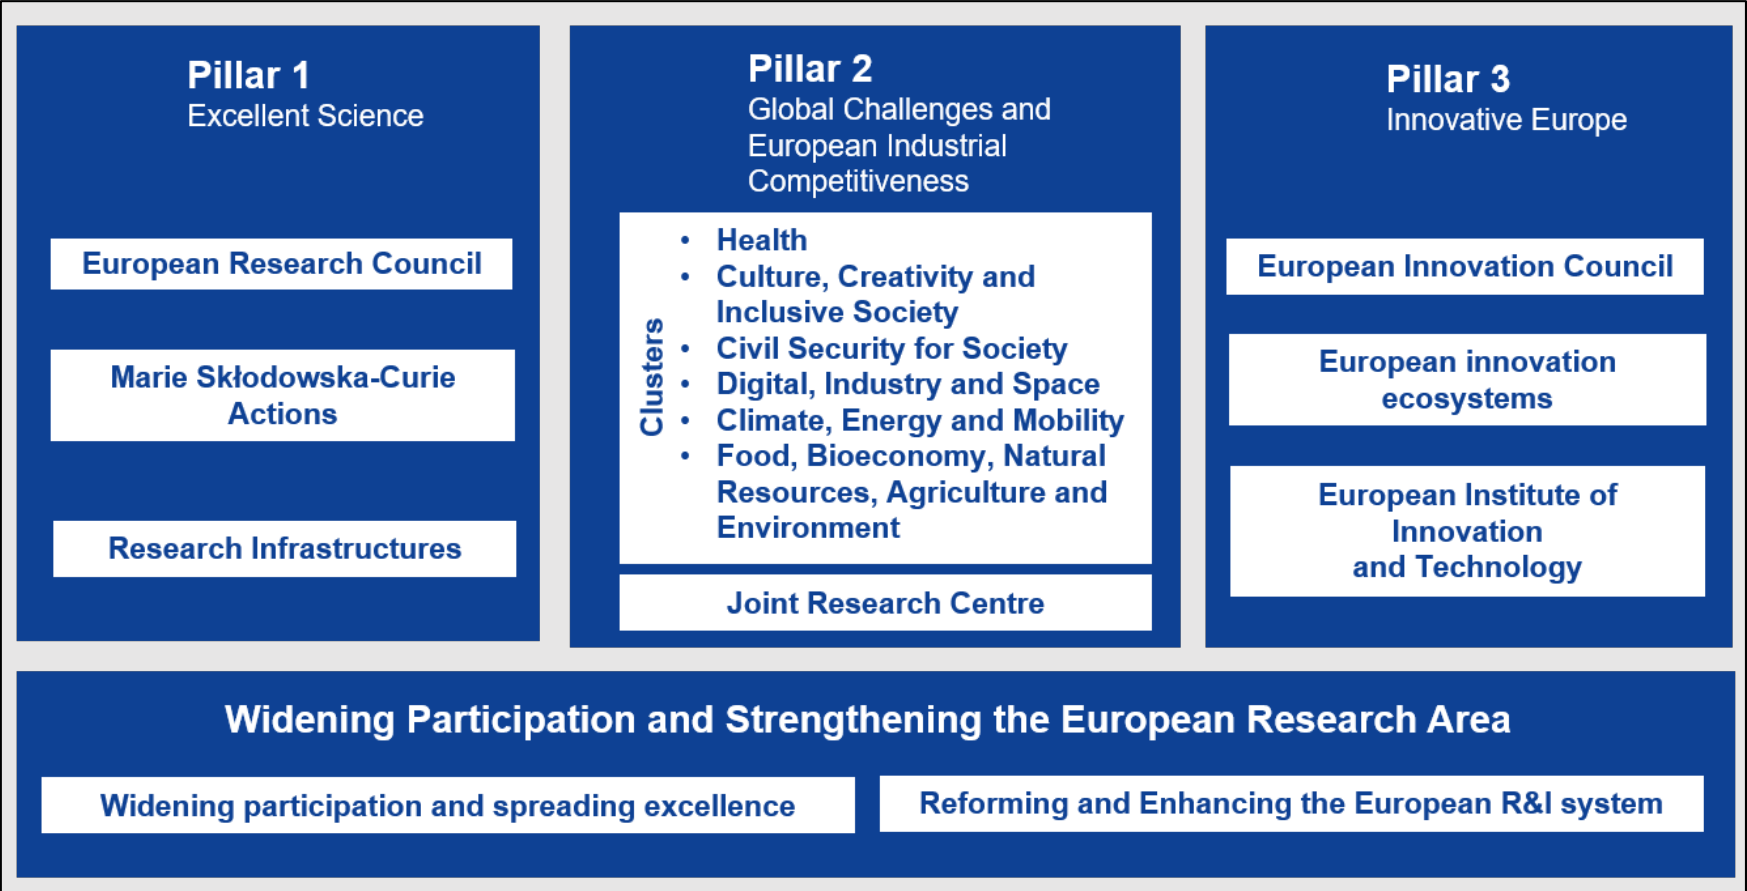 Pillar 1
Excellent Science
European Research Council
Marie Skłodowska-Curie
Actions
Research Infrastructures
Pillar 2
Global Challenges and
European Industrial
Competitiveness
Clusters
• Health
• Culture, Creativity and
Inclusive Society
• Civil Security for Society
• Digital, Industry and Space
• Climate, Energy and Mobility
• Food, Bioeconomy, Natural
Resources, Agriculture and
Environment
Joint Research Centre
Pillar 3
Innovative Europe
European Innovation Council
European innovation
ecosystems
European Institute of
Innovation
and Technology
Widening Participation and Strengthening the European Research Area
Widening participation and spreading excellence
Reforming and Enhancing the European R&I system